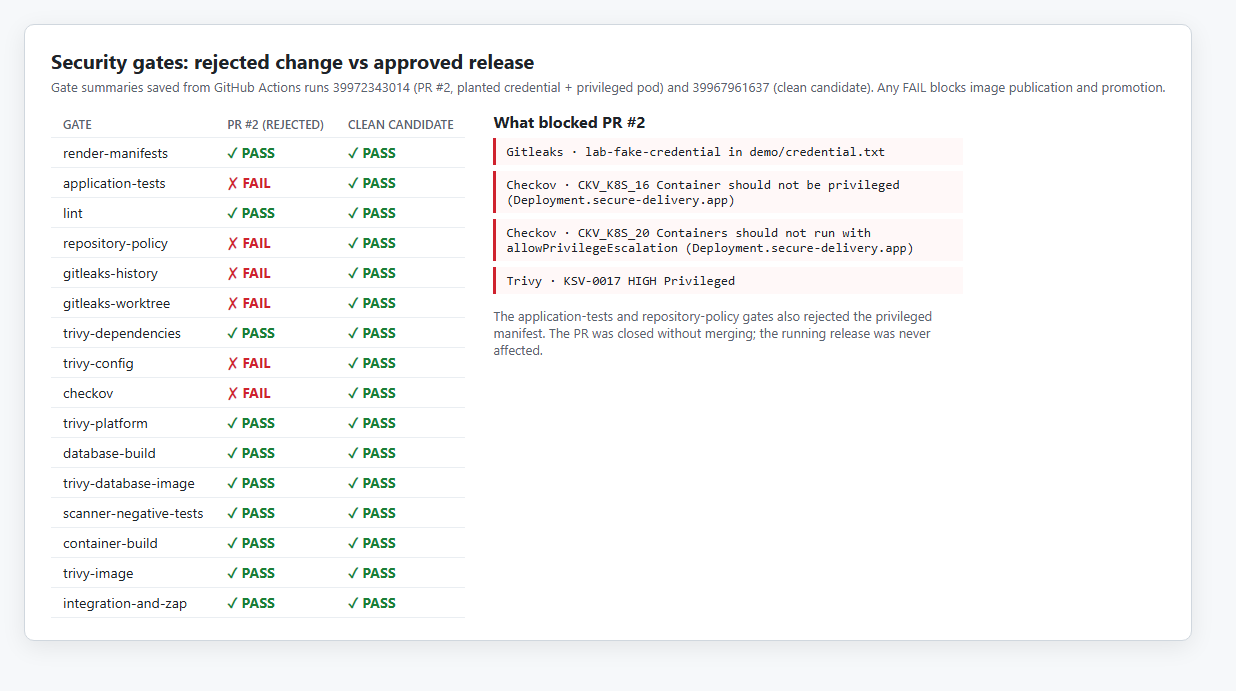 Security gates: rejected change vs approved release
Gate summaries saved from GitHub Actions runs 39972343014 (PR #2, planted credential + privileged pod) and 39967961637 (clean candidate). Any FAIL blocks image publication and promotion.
GATE PR #2 (REJECTED) CLEAN CANDIDATE
render-manifests ✓ PASS ✓ PASS
application-tests ✗ FAIL ✓ PASS
lint ✓ PASS ✓ PASS
repository-policy ✗ FAIL ✓ PASS
gitleaks-history ✗ FAIL ✓ PASS
gitleaks-worktree ✗ FAIL ✓ PASS
trivy-dependencies ✓ PASS ✓ PASS
trivy-config ✗ FAIL ✓ PASS
checkov ✗ FAIL ✓ PASS
trivy-platform ✓ PASS ✓ PASS
database-build ✓ PASS ✓ PASS
trivy-database-image ✓ PASS ✓ PASS
scanner-negative-tests ✓ PASS ✓ PASS
container-build ✓ PASS ✓ PASS
trivy-image ✓ PASS ✓ PASS
integration-and-zap ✓ PASS ✓ PASS
What blocked PR #2
Gitleaks · lab-fake-credential in demo/credential.txt
Checkov · CKV_K8S_16 Container should not be privileged
(Deployment.secure-delivery.app)
Checkov · CKV_K8S_20 Containers should not run with
allowPrivilegeEscalation (Deployment.secure-delivery.app)
Trivy · KSV-0017 HIGH Privileged
The application-tests and repository-policy gates also rejected the privileged
manifest. The PR was closed without merging; the running release was never
affected.